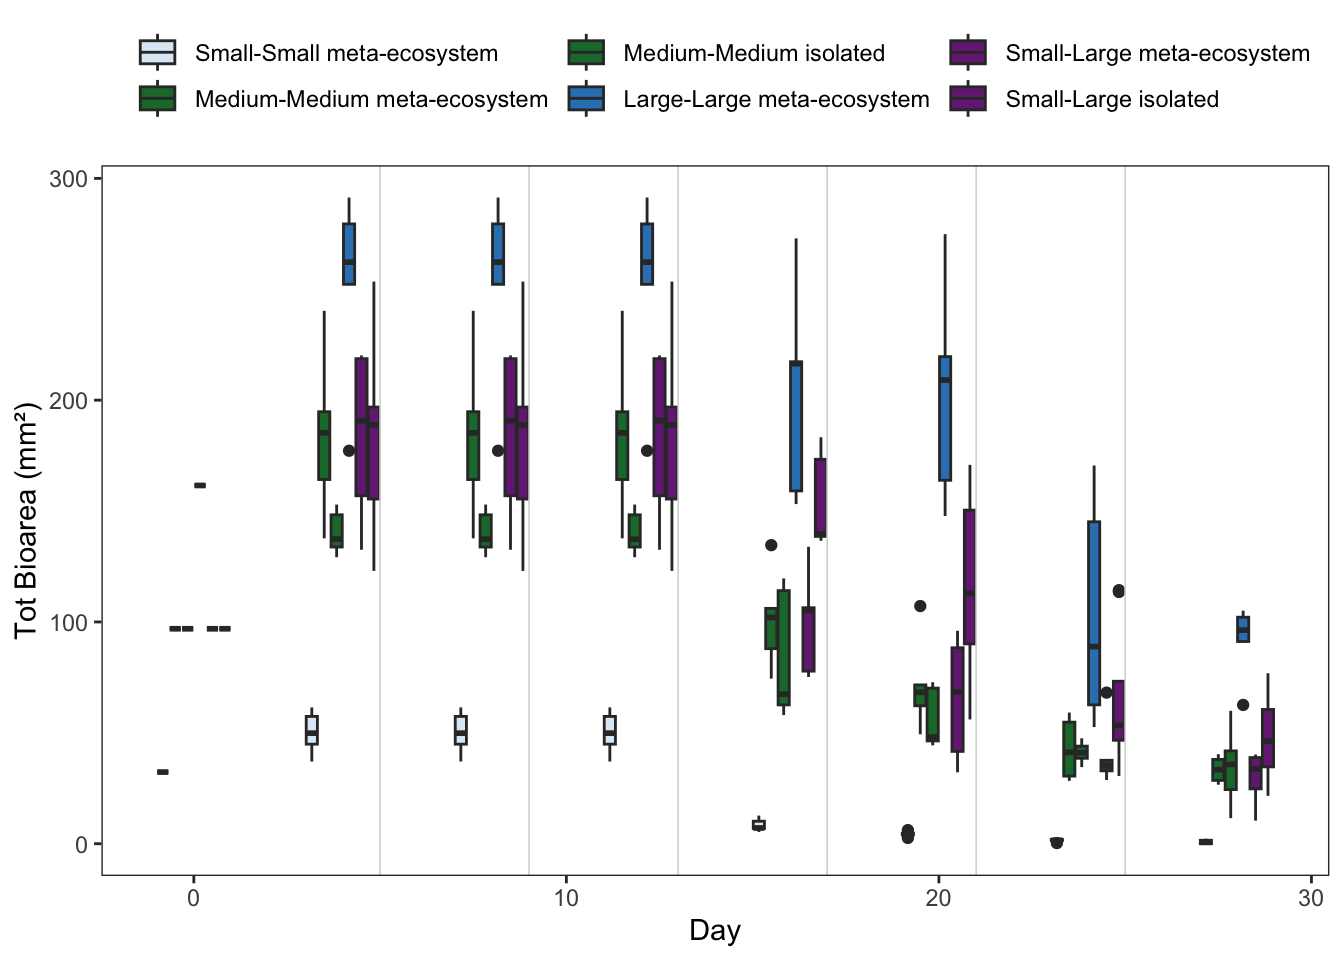 Small-Small meta-ecosystem
Medium-Medium isolated
Small-Large meta-ecosystem
Medium-Medium meta-ecosystem
Large-Large meta-ecosystem
Small-Large isolated
300
200
100
0
Tot Bioarea (mm²)
0
10
20
30
Day